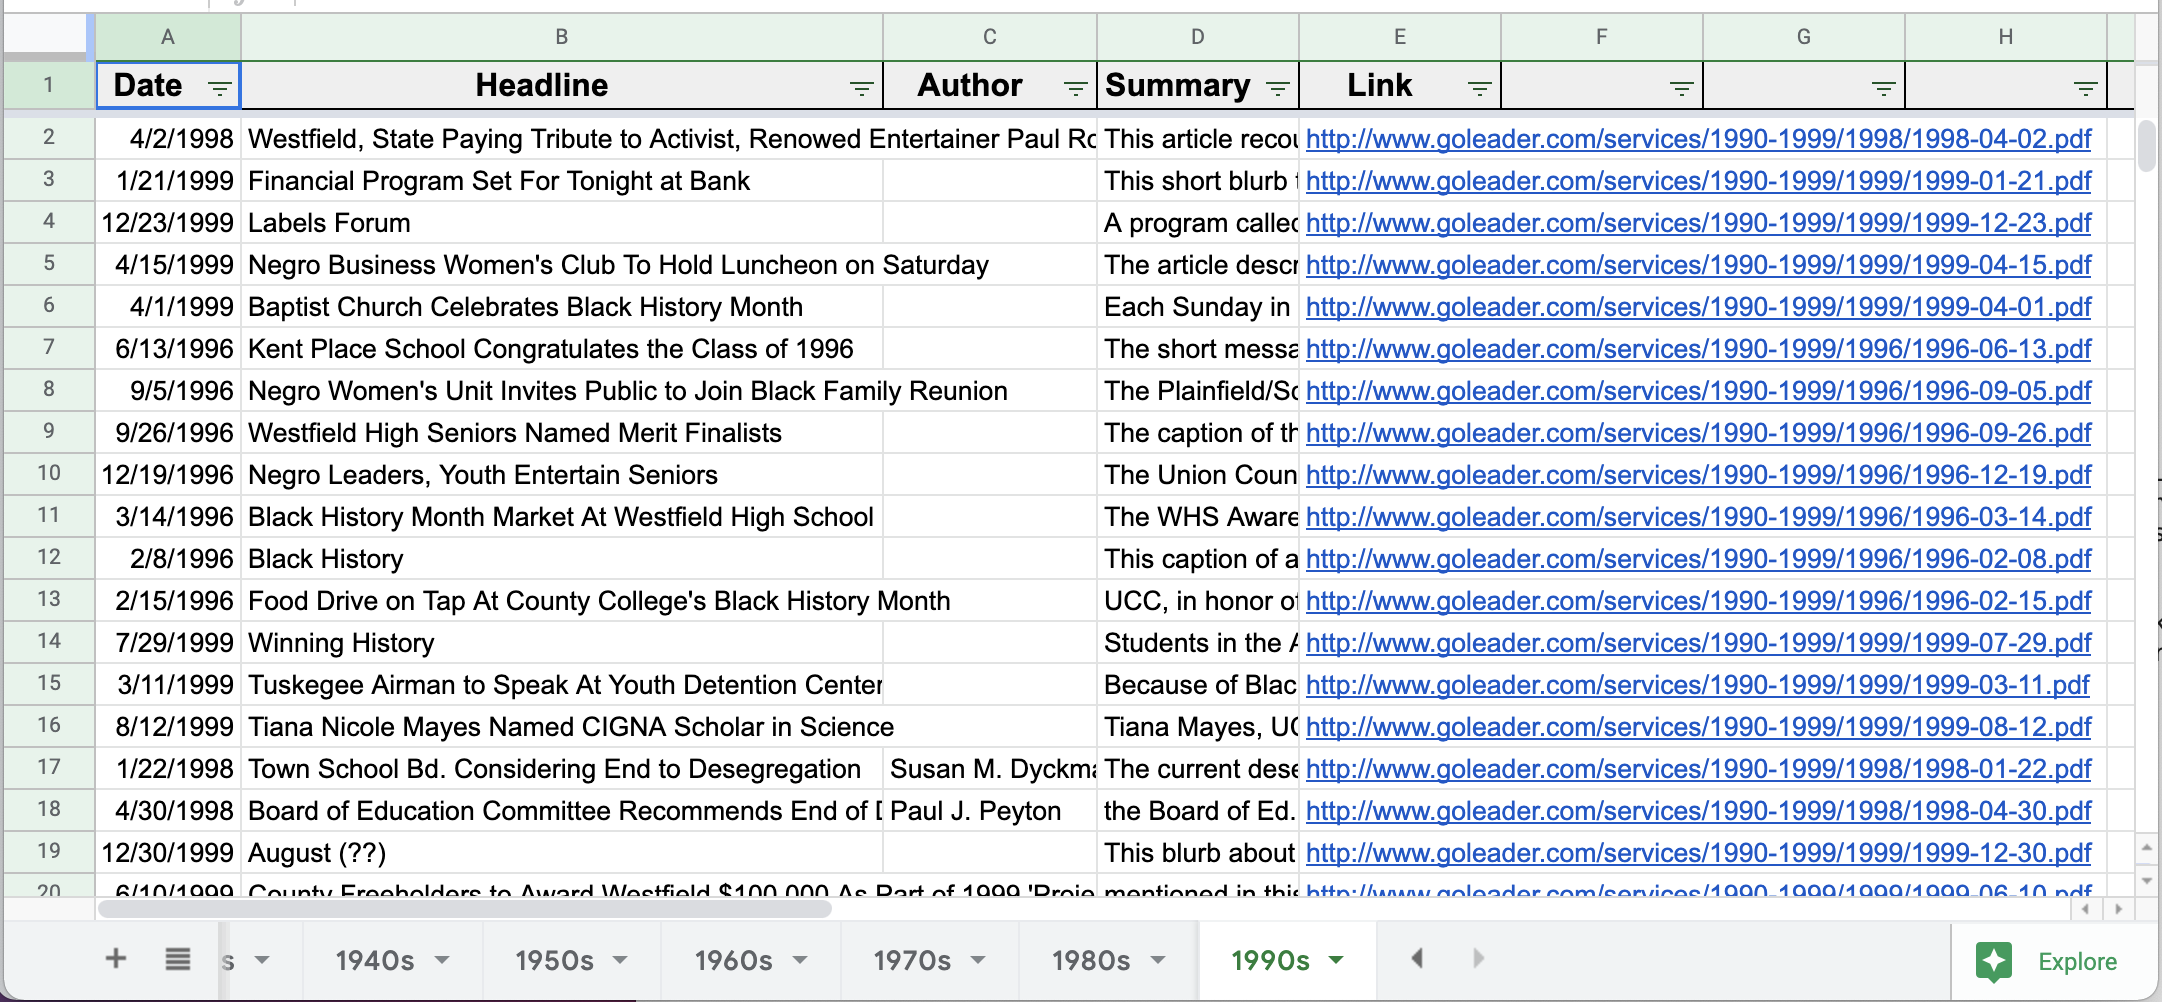 A B C D E F G H
1 Date Headline Author Summary Link
2 4/2/1998 Westfield, State Paying Tribute to Activist, Renowed Entertainer Paul This article http://www.goleader.com/services/1990-1999/1998/1998-04-02.pdf
3 1/21/1999 Financial Program Set For Tonight at Bank This short blurb http://www.goleader.com/services/1990-1999/1999/1999-01-21.pdf
4 12/23/1999 Labels Forum A program called http://www.goleader.com/services/1990-1999/1999/1999-12-23.pdf
5 4/15/1999 Negro Business Women's Club To Hold Luncheon on Saturday The article descr http://www.goleader.com/services/1990-1999/1999/1999-04-15.pdf
6 4/1/1999 Baptist Church Celebrates Black History Month Each Sunday in http://www.goleader.com/services/1990-1999/1999/1999-04-01.pdf
7 6/13/1996 Kent Place School Congratulates the Class of 1996 The short messa http://www.goleader.com/services/1990-1999/1996/1996-06-13.pdf
8 9/5/1996 Negro Women's Unit Invites Public to Join Black Family Reunion The Plainfield/Sc http://www.goleader.com/services/1990-1999/1996/1996-09-05.pdf
9 9/26/1996 Westfield High Seniors Named Merit Finalists The caption of th http://www.goleader.com/services/1990-1999/1996/1996-09-26.pdf
10 12/19/1996 Negro Leaders, Youth Entertain Seniors The Union Coun http://www.goleader.com/services/1990-1999/1996/1996-12-19.pdf
11 3/14/1996 Black History Month Market At Westfield High School The WHS Aware http://www.goleader.com/services/1990-1999/1996/1996-03-14.pdf
12 2/8/1996 Black History This caption of a http://www.goleader.com/services/1990-1999/1996/1996-02-08.pdf
13 2/15/1996 Food Drive on Tap At County College's Black History Month UCC, in honor of http://www.goleader.com/services/1990-1999/1996/1996-02-15.pdf
14 7/29/1999 Winning History Students in the http://www.goleader.com/services/1990-1999/1999/1999-07-29.pdf
15 3/11/1999 Tuskegee Airman to Speak At Youth Detention Center Because of Blac http://www.goleader.com/services/1990-1999/1999/1999-03-11.pdf
16 8/12/1999 Tiana Nicole Mayes Named CIGNA Scholar in Science Tiana Mayes, UC http://www.goleader.com/services/1990-1999/1999/1999-08-12.pdf
17 1/22/1998 Town School Bd. Considering End to Desegregation Susan M. Dyckma The current dese http://www.goleader.com/services/1990-1999/1998/1998-01-22.pdf
18 4/30/1998 Board of Education Committee Recommends End of Paul J. Peyton the Board of Ed. http://www.goleader.com/services/1990-1999/1998/1998-04-30.pdf
19 12/30/1999 August (??) This blurb about http://www.goleader.com/services/1990-1999/1999/1999-12-30.pdf
20 6/10/1999 County Freeholders to Award Westfield $100,000 As Part of 1999 'Proje mentioned in this http://www.goleader.com/services/1990-1999/1999/1999-06-10.pdf
s 1940s 1950s 1960s 1970s 1980s 1990s Explore